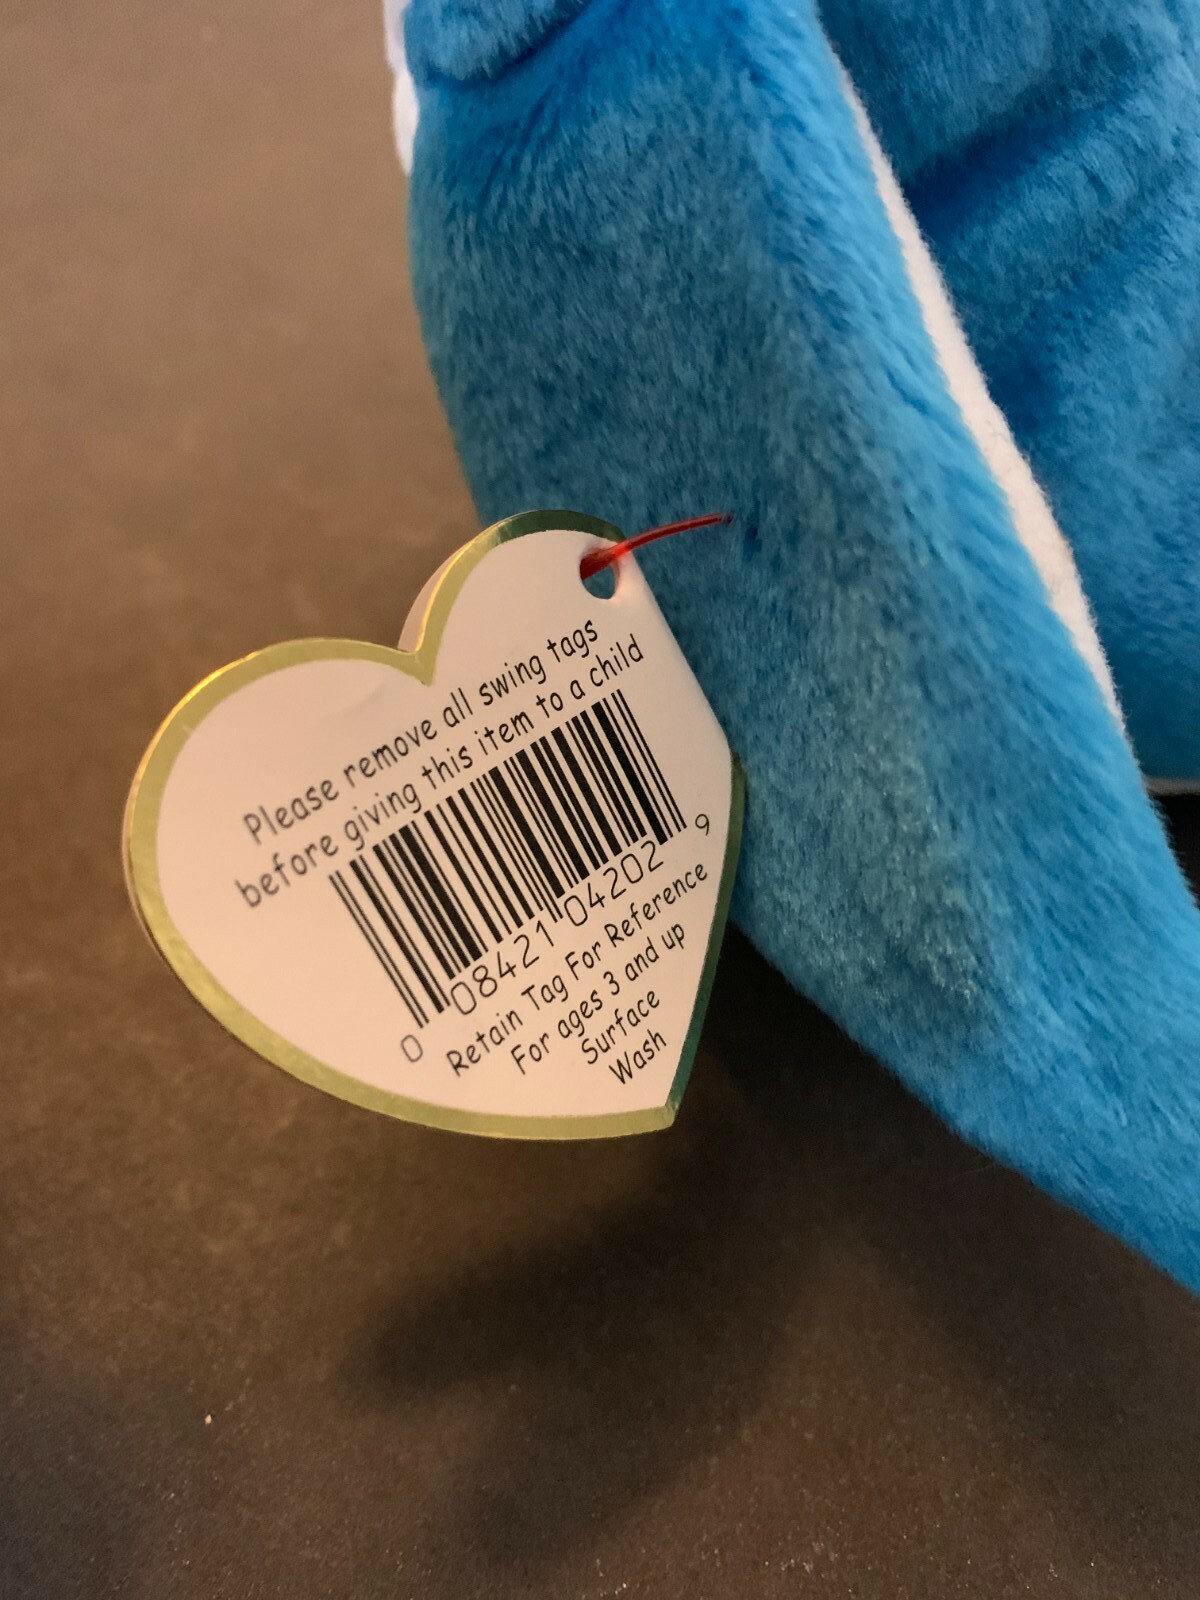 Please remove all swing tags
before giving this item to a child
0 08421 04202 9
Retain Tag For Reference
For ages 3 and up
Surface
Wash